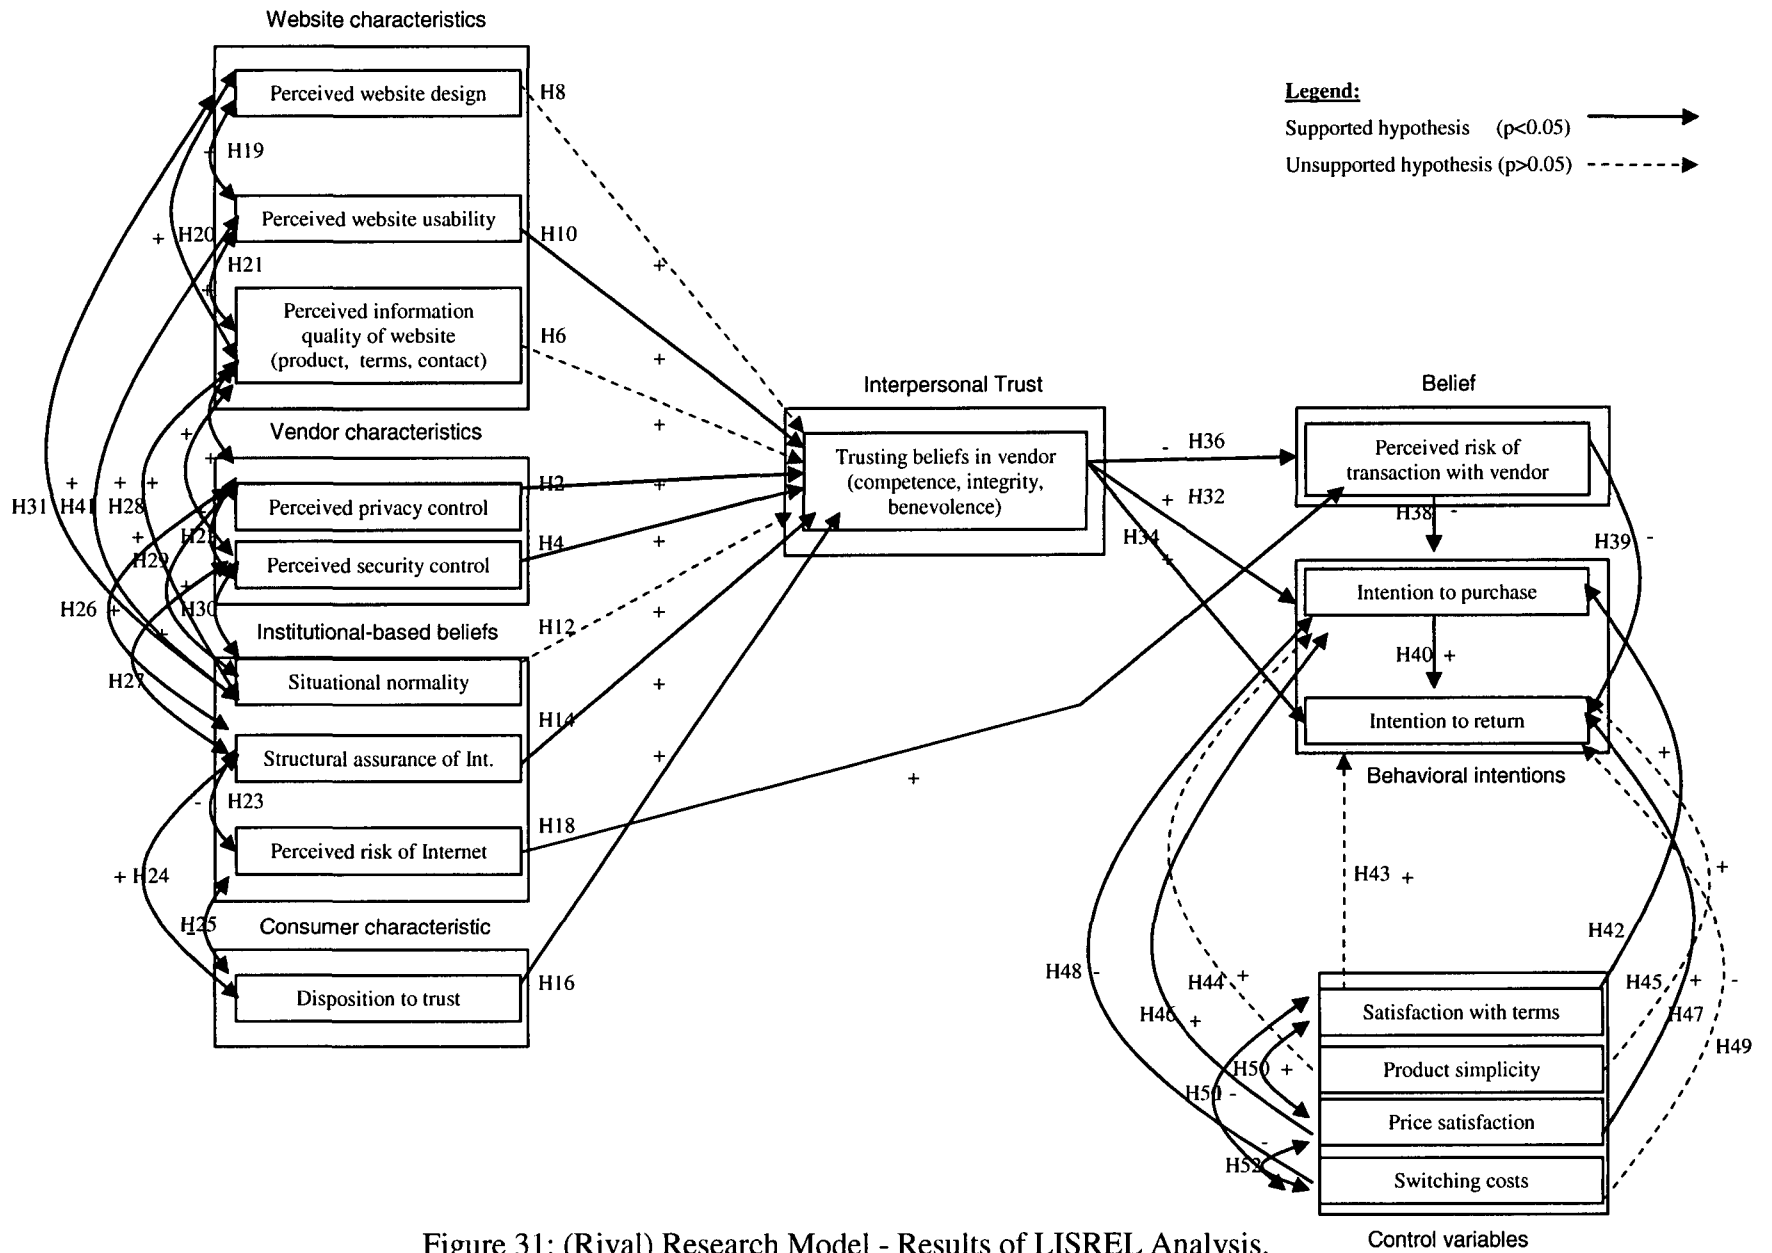 Website characteristics
Perceived website design
H8
H19
Perceived website usability
H10
+
H20
H21
+
Perceived information
quality of website
(product, terms, contact)
H6
+
+
+
Legend:
Supported hypothesis (p<0.05)
Unsupported hypothesis (p>0.05)
Vendor characteristics
+
+
Perceived privacy control
H2
+
+ + +
H31 H41 H28
+
H29
Perceived security control
H4
+
+
H26 +
H30
+
Institutional-based beliefs
H12
+
Situational normality
H27
+
H14
Structural assurance of Int.
+
- H23
H18
Perceived risk of Internet
+
+ H24
H25
-
Consumer characteristic
Disposition to trust
H16
Interpersonal Trust
Trusting beliefs in vendor
(competence, integrity,
benevolence)
- H36
+ H32
H34
+
Belief
Perceived risk of
transaction with vendor
H38 -
H39 -
Intention to purchase
H40 +
Intention to return
Behavioral intentions
+
H43 +
+
H42
H48 -
H44 +
H45 + -
H46 +
H47
H49
Satisfaction with terms
H50 +
Product simplicity
H51 -
Price satisfaction
-
H52
Switching costs
Control variables
Figure 31: (Rival) Research Model - Results of LISREL Analysis.